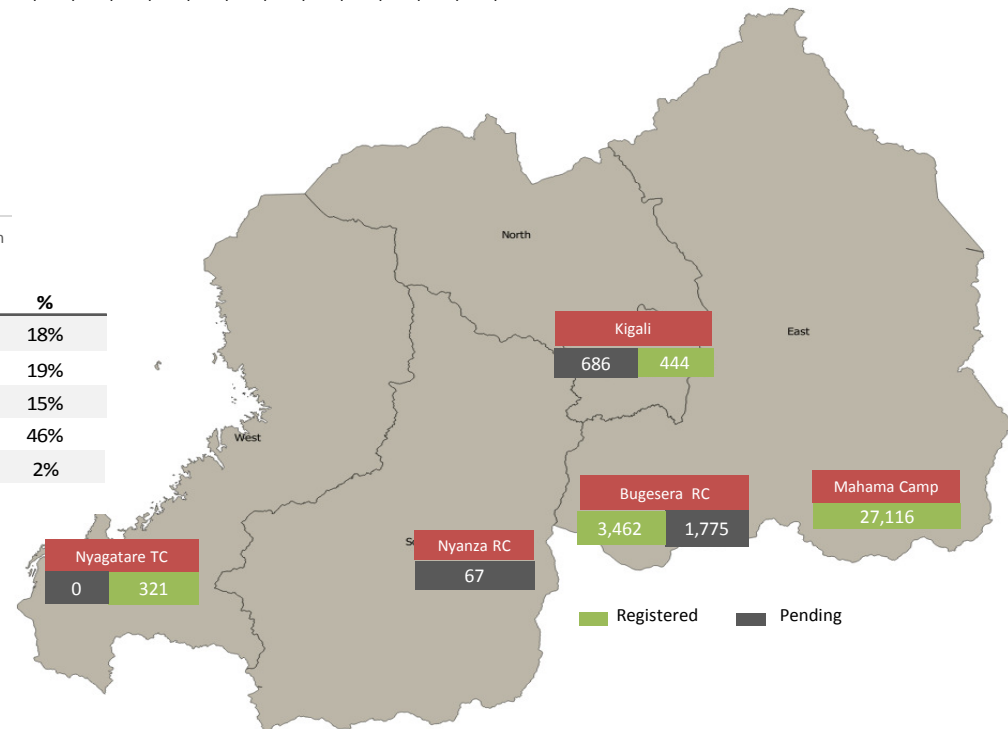 North
%
18%
19%
15%
46%
2%
Kigali
686 444
East
West
Mahama Camp
27,116
Bugesera RC
3,462 1,775
Nyanza RC
67
Nyagatare TC
0 321
Registered Pending